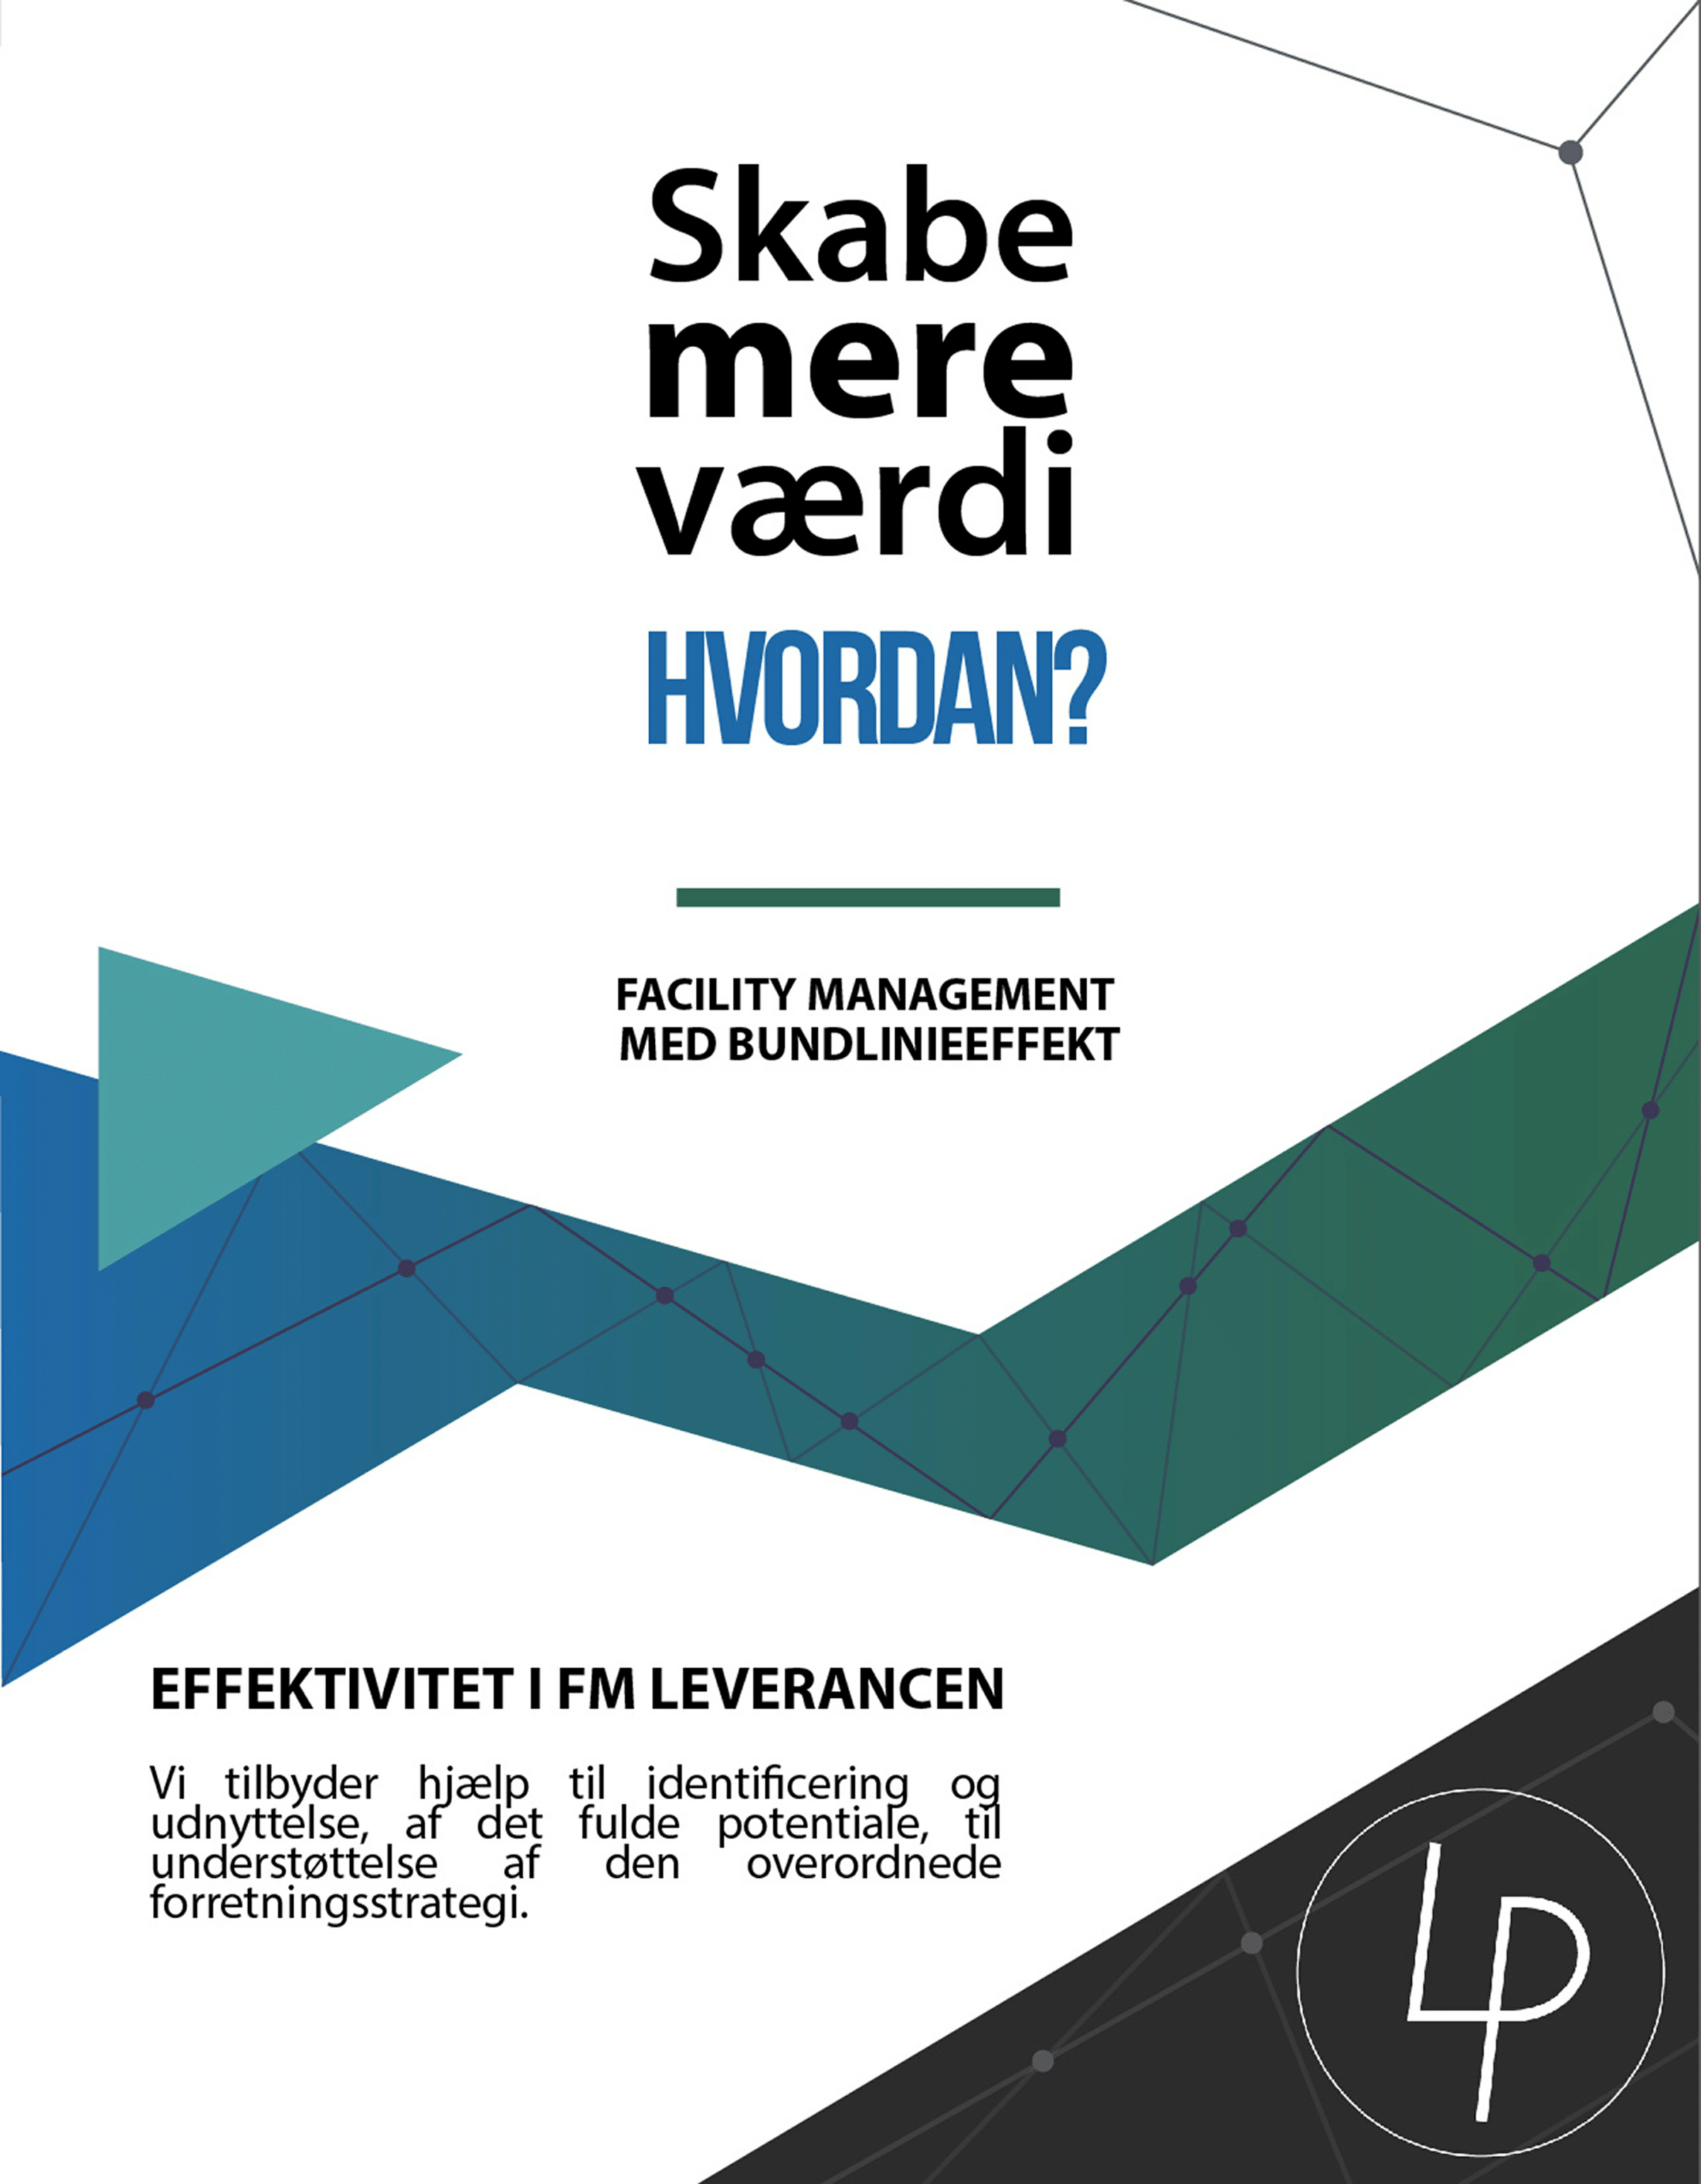 Skabe
mere
værdi
HVORDAN?
FACILITY MANAGEMENT
MED BUNDLINIEEFFEKT
EFFEKTIVITET I FM LEVERANCEN
Vi tilbyder hjælp til identificering og
udnyttelse, af det fulde potentiale, til
understøttelse af den overordnede
forretningsstrategi.
LP